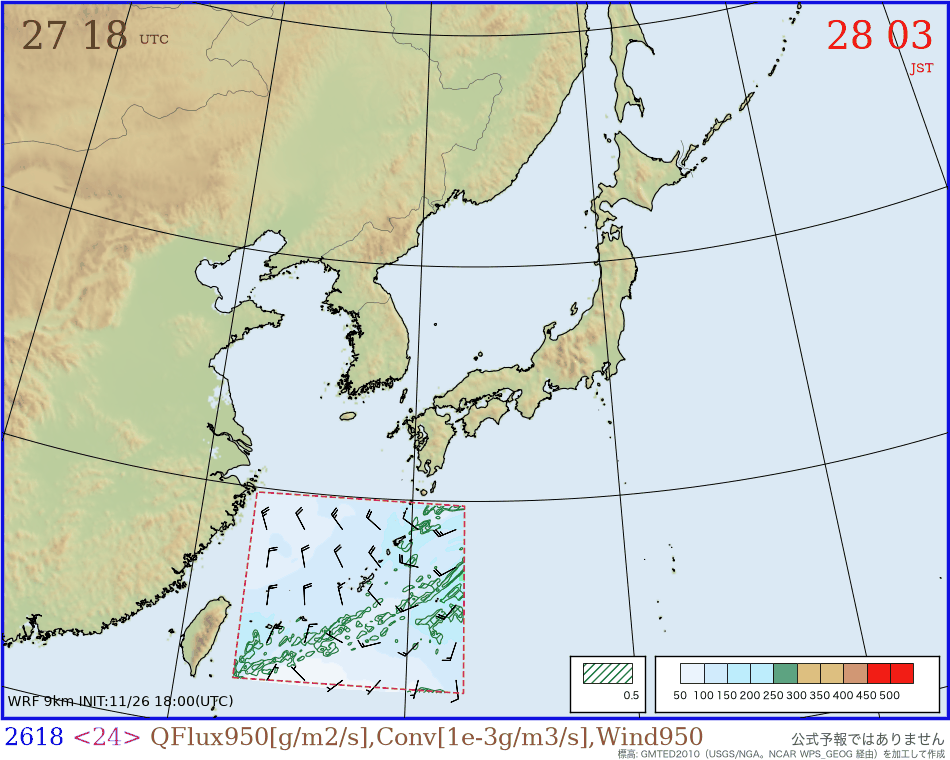 27 18 UTC
28 03
JST
0.5
50 100 150 200 250 300 350 400 450 500
WRF 9km INIT:11/26 18:00(UTC)
2618 <24> QFlux950[g/m2/s],Conv[1e-3g/m3/s],Wind950
公式予報ではありません
標高: GMTED2010（USGS/NGA。NCAR WPS_GEOG 経由）を加工して作成